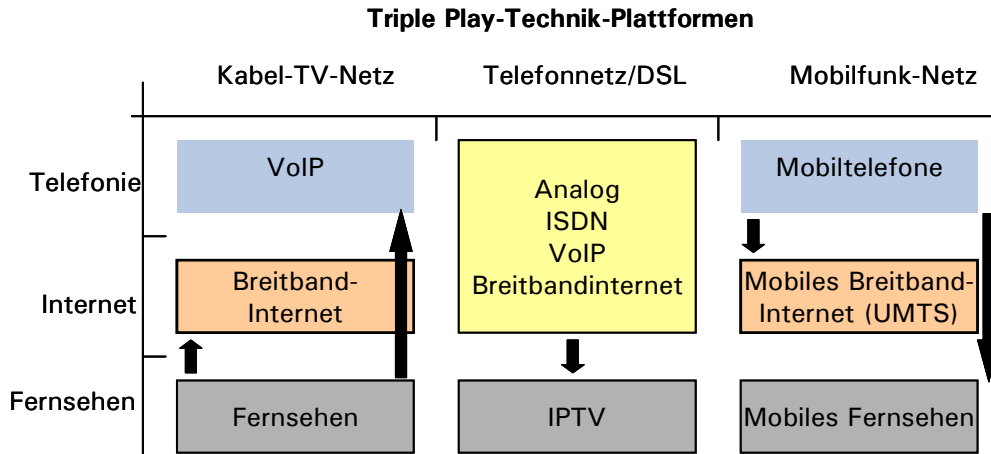 Triple Play-Technik-Plattformen
Kabel-TV-Netz
Telefonnetz/DSL
Mobilfunk-Netz
Telefonie
VoIP
Analog
ISDN
VoIP
Breitbandinternet
Mobiltelefone
Internet
Breitband-
Internet
Mobiles Breitband-
Internet (UMTS)
Fernsehen
Fernsehen
IPTV
Mobiles Fernsehen